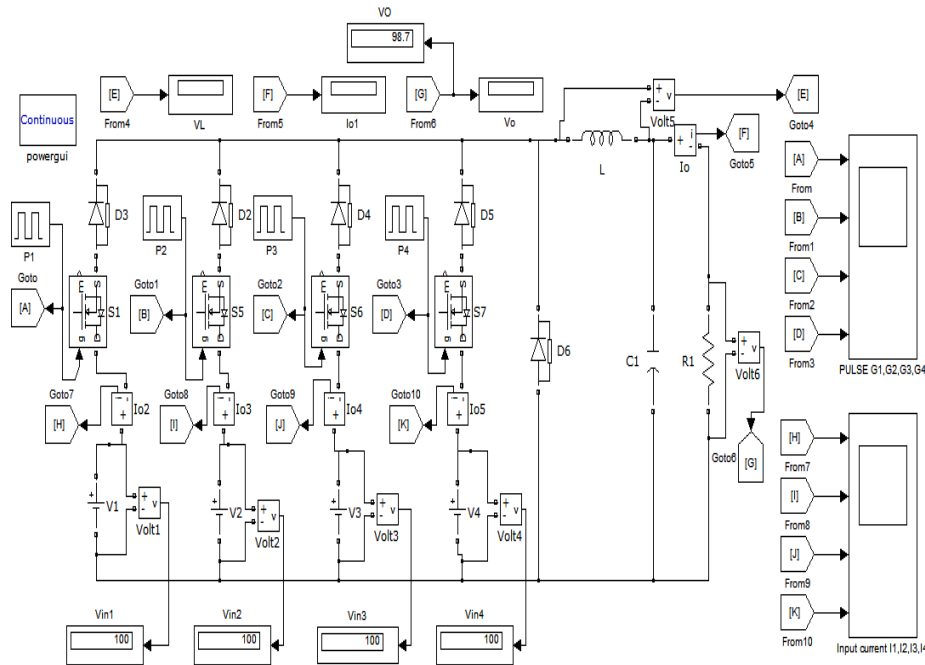 VO
98.7
[E]
From4
VL
[F]
From5
Io1
[G]
From6
Vo
+
-
v
Volt5
[E]
Goto4
Continuous
powergui
L
+
-
i
Io
[F]
Goto5
P1
D3
P2
D2
P3
D4
P4
D5
Goto
[A]
S1
Goto1
[B]
S5
Goto2
[C]
S6
Goto3
[D]
S7
m
S
D
g
m
S
D
g
m
S
D
g
m
S
D
g
D6
C1
R1
+
-
v
Volt6
Goto6
[G]
Goto7
[H]
i
-
+
Io2
Goto8
[I]
i
-
+
Io3
Goto9
[J]
i
-
+
Io4
Goto10
[K]
i
-
+
Io5
+
V1
+
-
v
Volt1
+
V2
+
-
v
Volt2
+
V3
+
-
v
Volt3
+
V4
+
-
v
Volt4
Vin1
100
Vin2
100
Vin3
100
Vin4
100
[A]
From
[B]
From1
[C]
From2
[D]
From3
PULSE G1,G2,G3,G4
[H]
From7
[I]
From8
[J]
From9
[K]
From10
Input current I1,I2,I3,I4